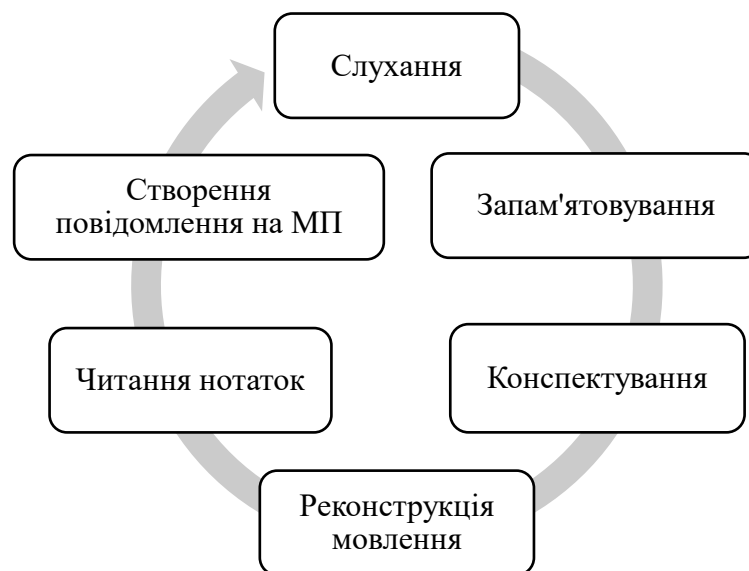 Слухання
Запам'ятовування
Конспектування
Реконструкція
мовлення
Читання нотаток
Створення
повідомлення на МП